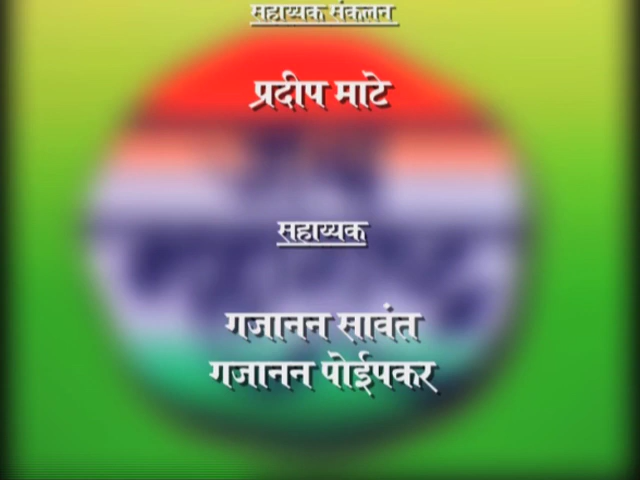 सहाय्यक संकलन
प्रदीप माटे
सहाय्यक
गजानन सावंत
गजानन पोईपकर